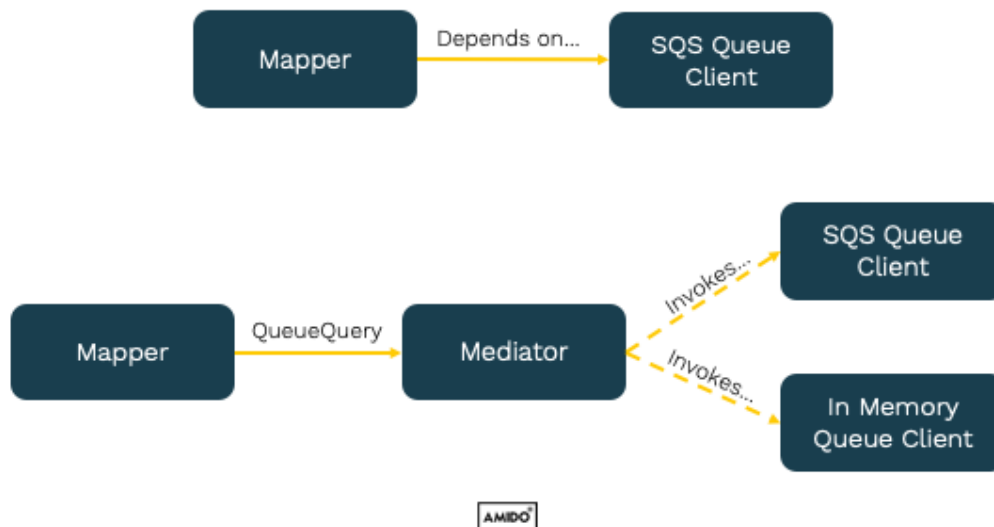 Mapper
Depends on...
SQS Queue
Client
Mapper
QueueQuery
Mediator
Invokes...
Invokes...
SQS Queue
Client
In Memory
Queue Client
AMIDO